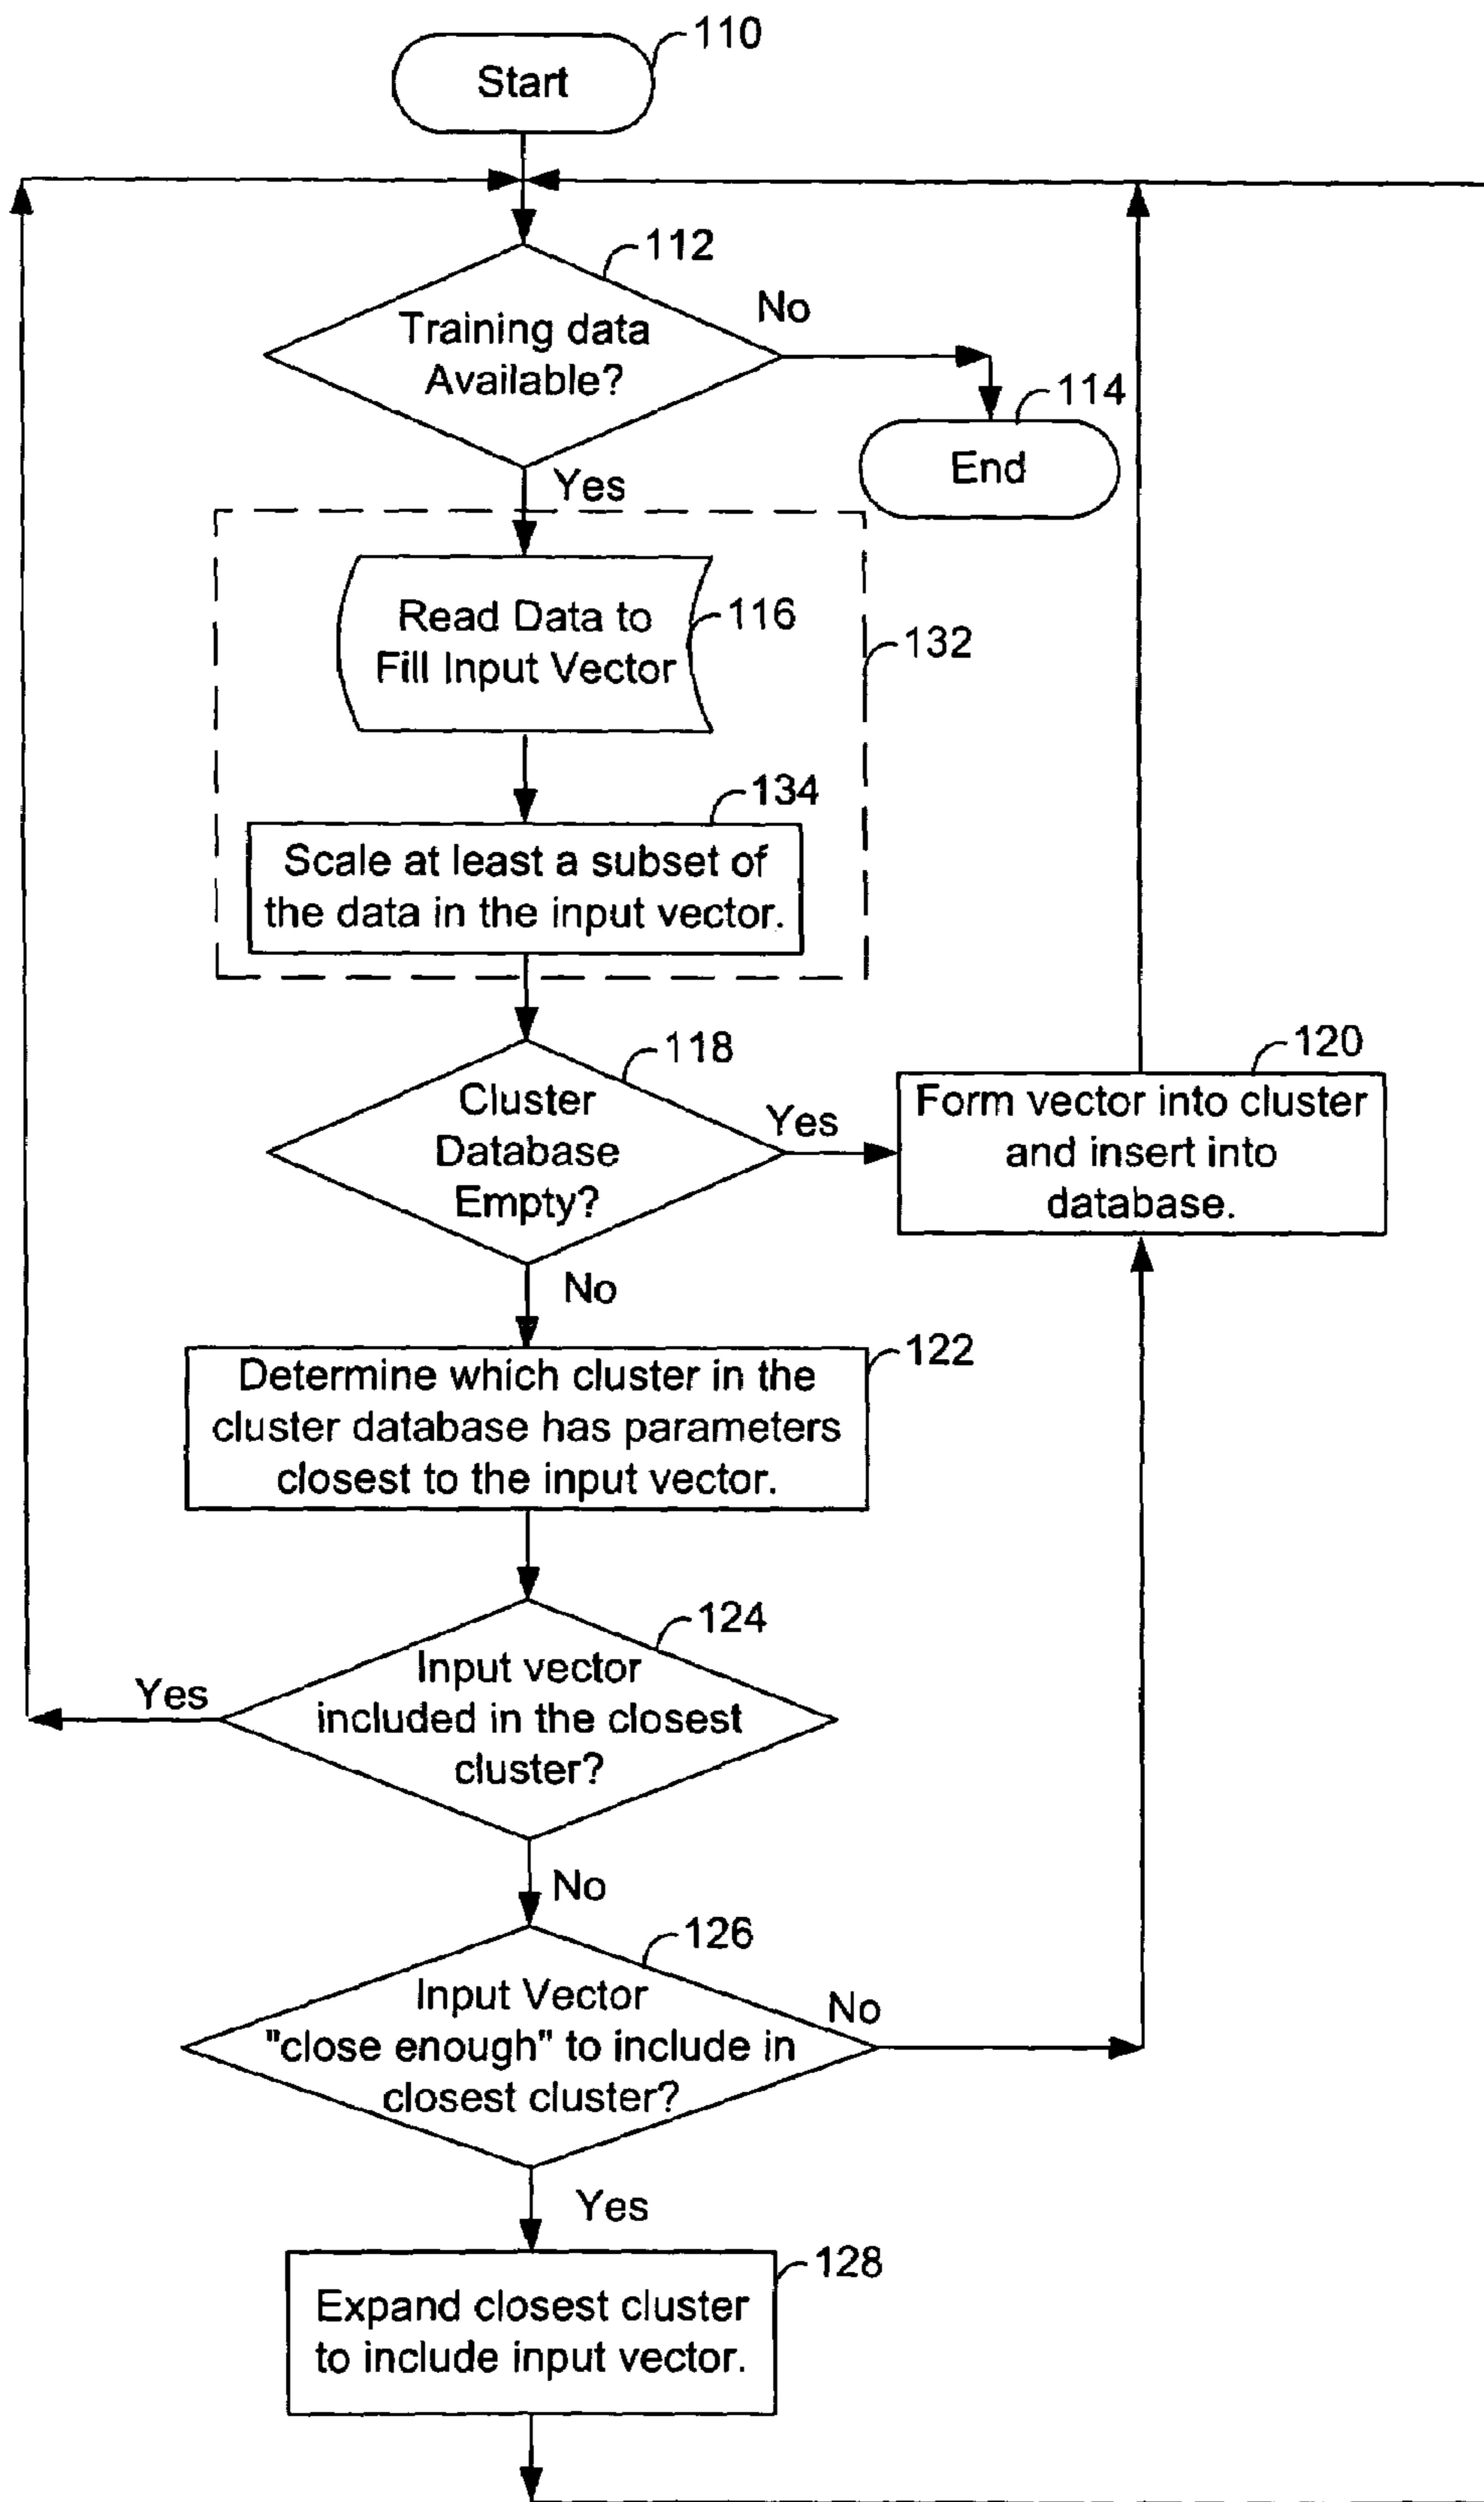 110
Start
112
Training data
Available?
No
114
End
Yes
Read Data to
Fill Input Vector
116
132
134
Scale at least a subset of
the data in the input vector.
118
Cluster
Database
Empty?
Yes
120
Form vector into cluster
and insert into
database.
No
122
Determine which cluster in the
cluster database has parameters
closest to the input vector.
124
Input vector
included in the closest
cluster?
Yes
No
126
Input Vector
"close enough" to include in
closest cluster?
No
Yes
128
Expand closest cluster
to include input vector.